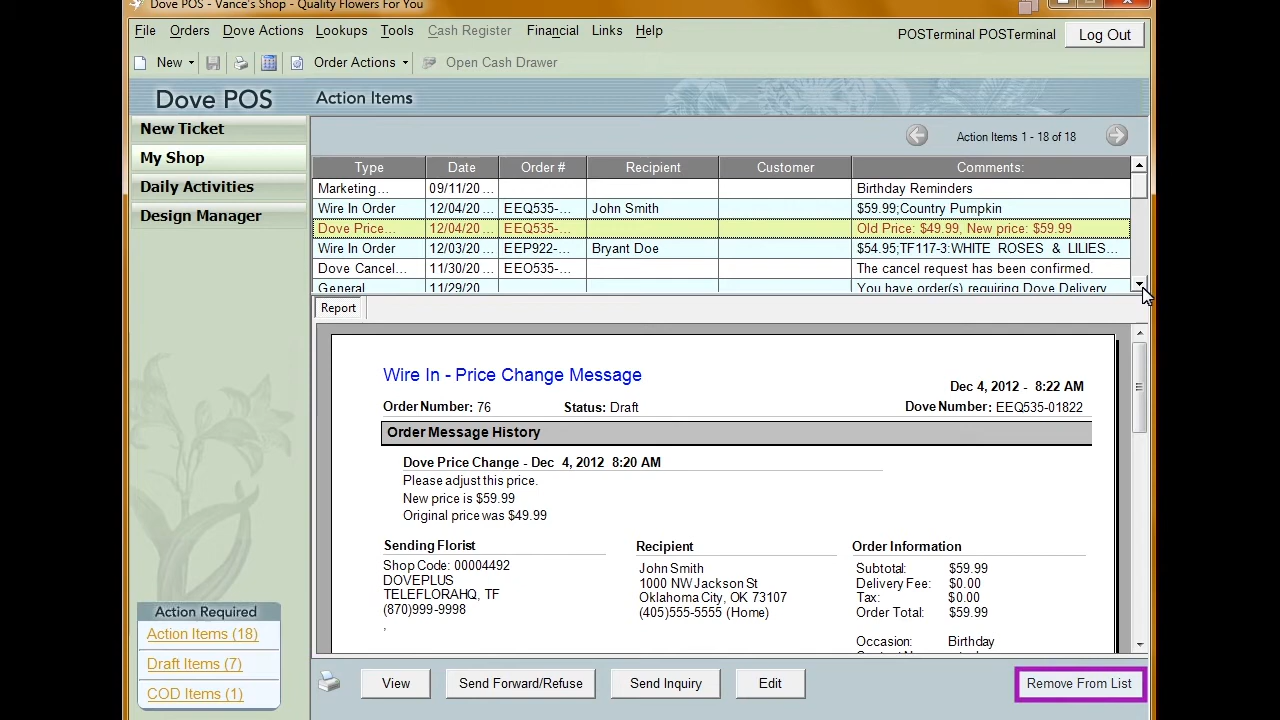 Dove POS - Vance's Shop - Quality Flowers For You
File Orders Dove Actions Lookups Tools Cash Register Financial Links Help
POSTerminal POSTerminal Log Out
New Order Actions Open Cash Drawer
Dove POS Action Items
New Ticket
My Shop
Daily Activities
Design Manager
Action Items 1 - 18 of 18
Type Date Order # Recipient Customer Comments:
Marketing... 09/11/20... Birthday Reminders
Wire In Order 12/04/20... EEQ535-... John Smith $59.99;Country Pumpkin
Dove Price... 12/04/20... EEQ535-... Old Price: $49.99, New price: $59.99
Wire In Order 12/03/20... EEP922-... Bryant Doe $54.95;TF117-3:WHITE ROSES & LILIES...
Dove Cancel... 11/30/20... EEO535-... The cancel request has been confirmed.
General 11/29/20 You have order(s) requiring Dove Delivery
Report
Wire In - Price Change Message
Dec 4, 2012 - 8:22 AM
Order Number: 76 Status: Draft Dove Number: EEQ535-01822
Order Message History
Dove Price Change - Dec 4, 2012 8:20 AM
Please adjust this price.
New price is $59.99
Original price was $49.99
Sending Florist
Shop Code: 00004492
DOVEPLUS
TELEFLORAHQ, TF
(870)999-9998
,
Recipient
John Smith
1000 NW Jackson St
Oklahoma City, OK 73107
(405)555-5555 (Home)
Order Information
Subtotal: $59.99
Delivery Fee: $0.00
Tax: $0.00
Order Total: $59.99
Occasion: Birthday
Action Required
Action Items (18)
Draft Items (7)
COD Items (1)
View Send Forward/Refuse Send Inquiry Edit Remove From List